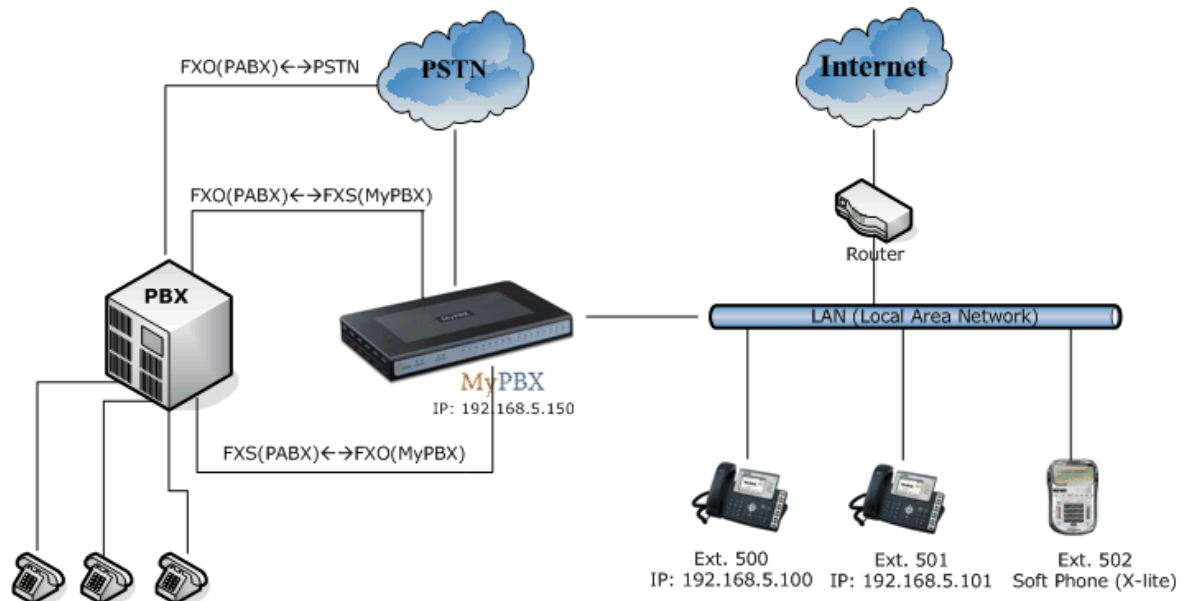 PSTN
Internet
FXO(PABX)←→PSTN
FXO(PABX)←→FXS(MyPBX)
Router
PBX
MyPBX
LAN (Local Area Network)
MyPBX
IP: 192.168.5.150
FXS(PABX)←→FXO(MyPBX)
Ext. 500
IP: 192.168.5.100
Ext. 501
IP: 192.168.5.101
Ext. 502
Soft Phone (X-lite)